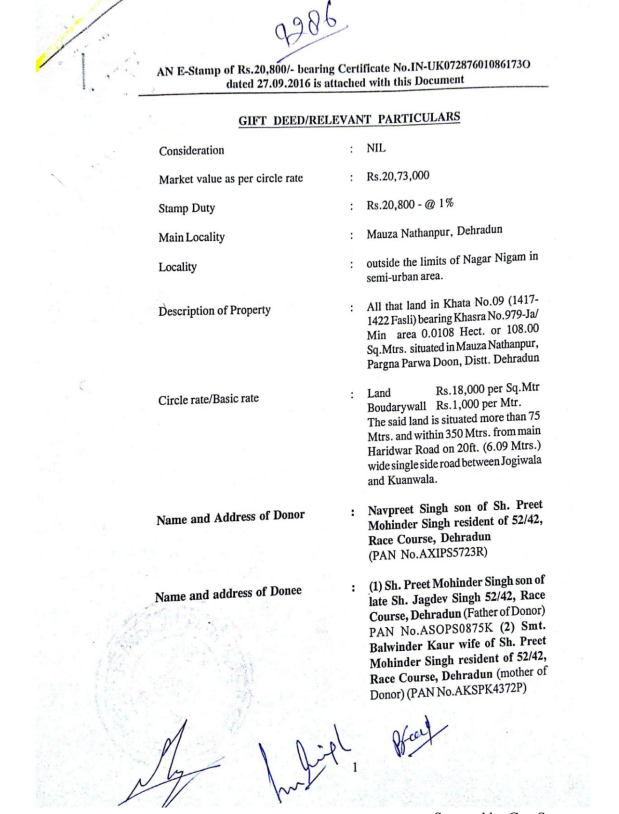 9286
AN E-Stamp of Rs.20,800/- bearing Certificate No.IN-UK07287601086173O
dated 27.09.2016 is attached with this Document
GIFT DEED/RELEVANT PARTICULARS
Consideration : NIL
Market value as per circle rate : Rs.20,73,000
Stamp Duty : Rs.20,800 - @ 1%
Main Locality : Mauza Nathanpur, Dehradun
Locality : outside the limits of Nagar Nigam in
semi-urban area.
Description of Property : All that land in Khata No.09 (1417-
1422 Fasli) bearing Khasra No.979-Ja/
Min area 0.0108 Hect. or 108.00
Sq.Mtrs. situated in Mauza Nathanpur,
Pargna Parwa Doon, Distt. Dehradun
Circle rate/Basic rate : Land Rs.18,000 per Sq.Mtr
Boudarywall Rs.1,000 per Mtr.
The said land is situated more than 75
Mtrs. and within 350 Mtrs. from main
Haridwar Road on 20ft. (6.09 Mtrs.)
wide single side road between Jogiwala
and Kuanwala.
Name and Address of Donor : Navpreet Singh son of Sh. Preet
Mohinder Singh resident of 52/42,
Race Course, Dehradun
(PAN No.AXIPS5723R)
Name and address of Donee : (1) Sh. Preet Mohinder Singh son of
late Sh. Jagdev Singh 52/42, Race
Course, Dehradun (Father of Donor)
PAN No.ASOPS0875K (2) Smt.
Balwinder Kaur wife of Sh. Preet
Mohinder Singh resident of 52/42,
Race Course, Dehradun (mother of
Donor) (PAN No.AKSPK4372P)
1